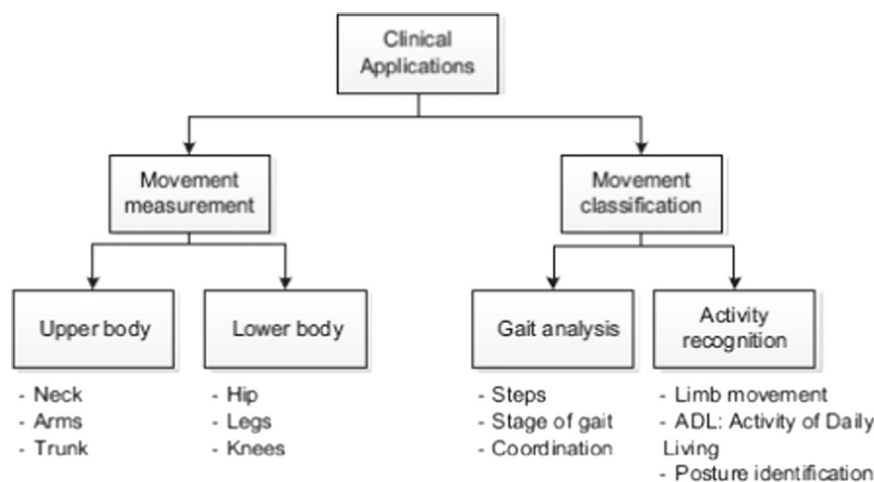 Clinical
Applications
Movement
measurement
Movement
classification
Upper body
Lower body
Gait analysis
Activity
recognition
- Neck
- Arms
- Trunk
- Hip
- Legs
- Knees
- Steps
- Stage of gait
- Coordination
- Limb movement
- ADL: Activity of Daily
Living
- Posture identification